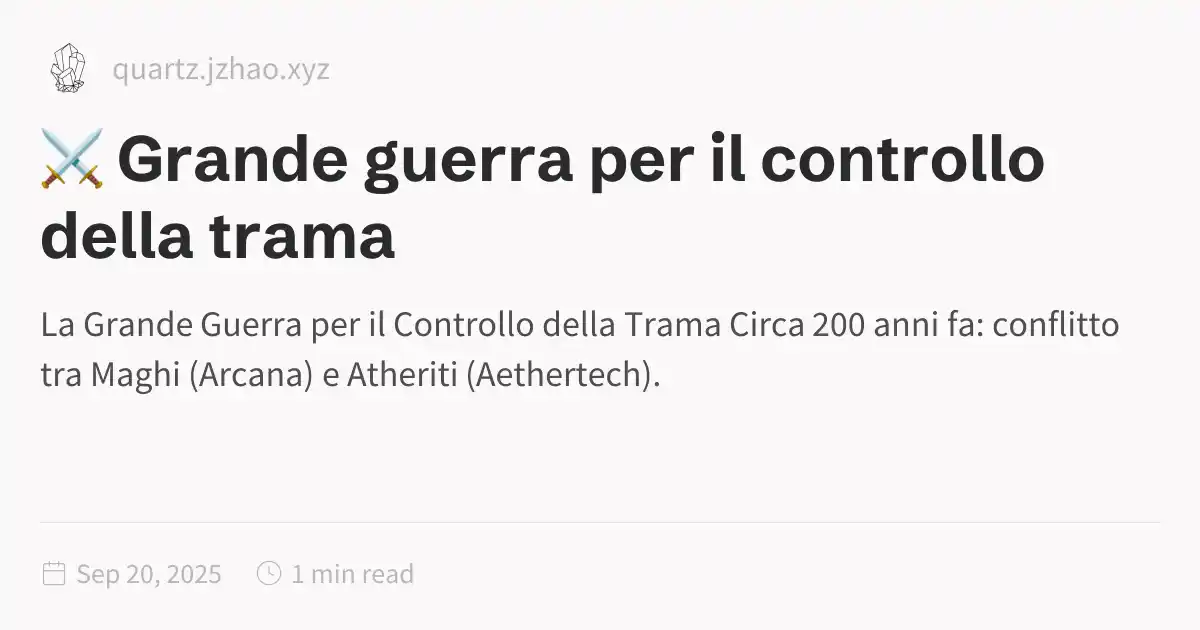 quartz.jzhao.xyz
⚔️ Grande guerra per il controllo
della trama
La Grande Guerra per il Controllo della Trama Circa 200 anni fa: conflitto
tra Maghi (Arcana) e Atheriti (Aethertech).
Sep 20, 2025 1 min read